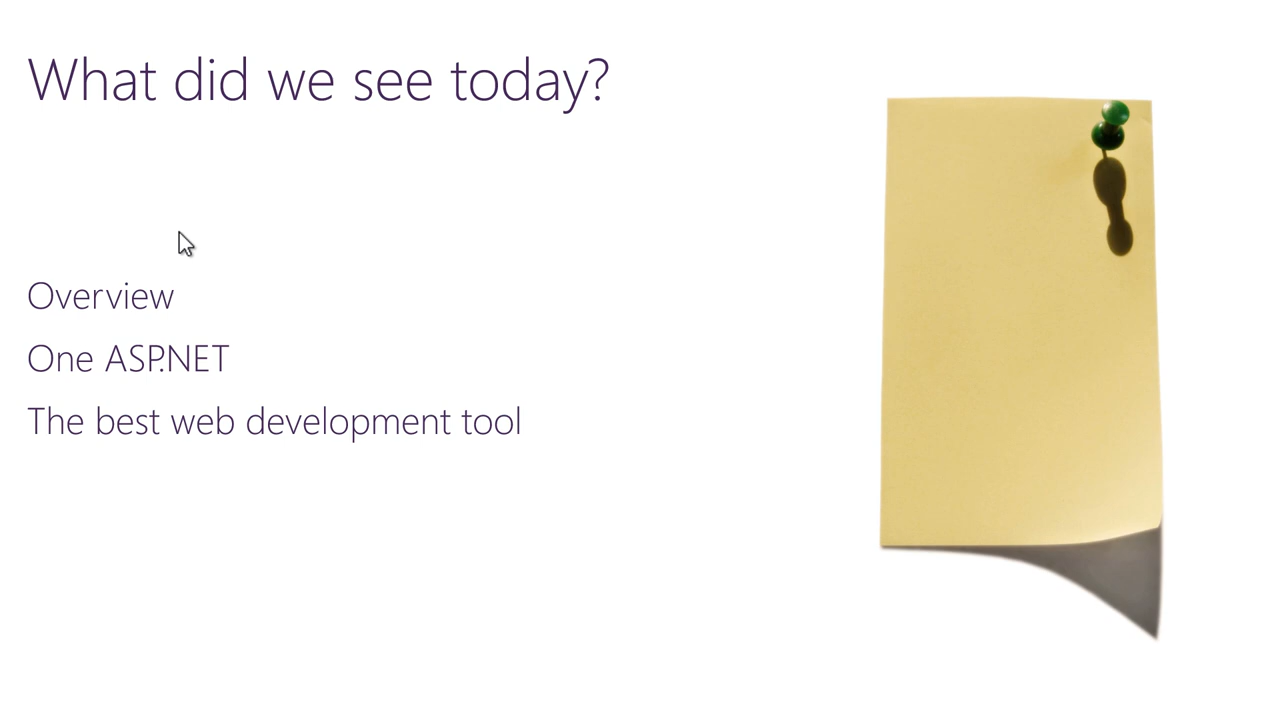 What did we see today?
Overview
One ASP.NET
The best web development tool